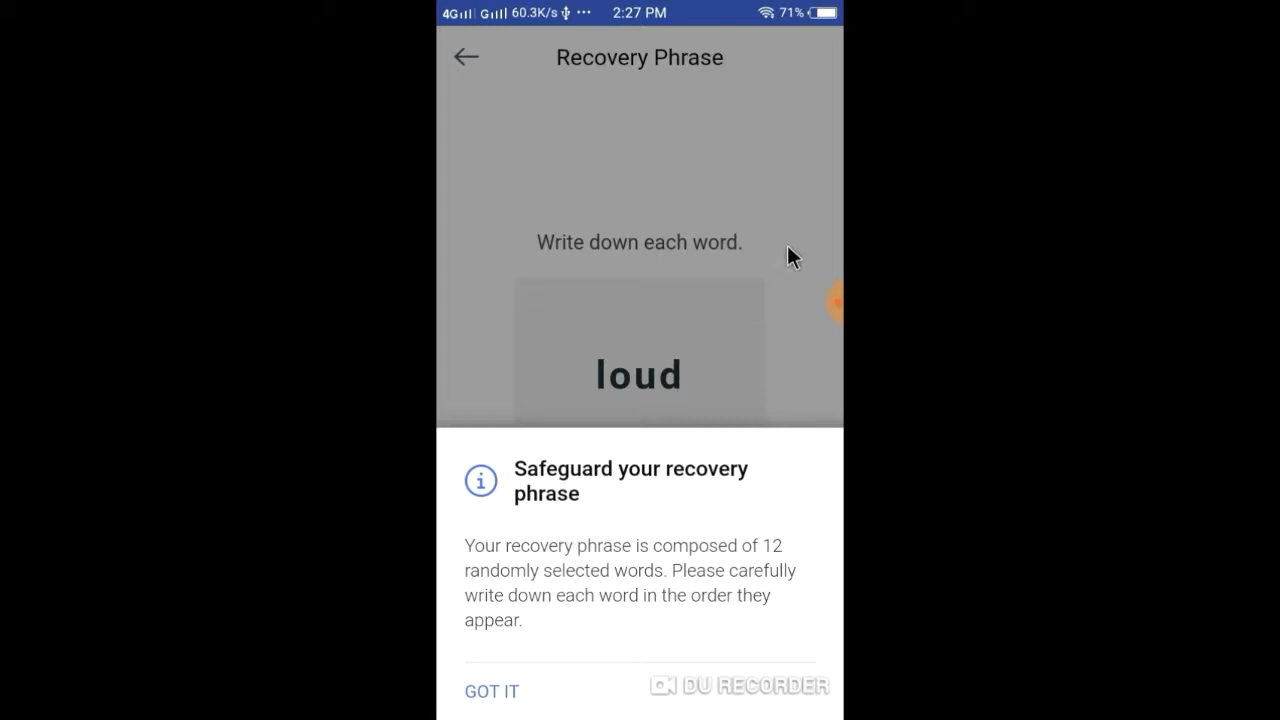 4G G 60.3K/s ... 2:27 PM 71%
Recovery Phrase
Write down each word.
loud
Safeguard your recovery
phrase
Your recovery phrase is composed of 12
randomly selected words. Please carefully
write down each word in the order they
appear.
GOT IT
DU RECORDER